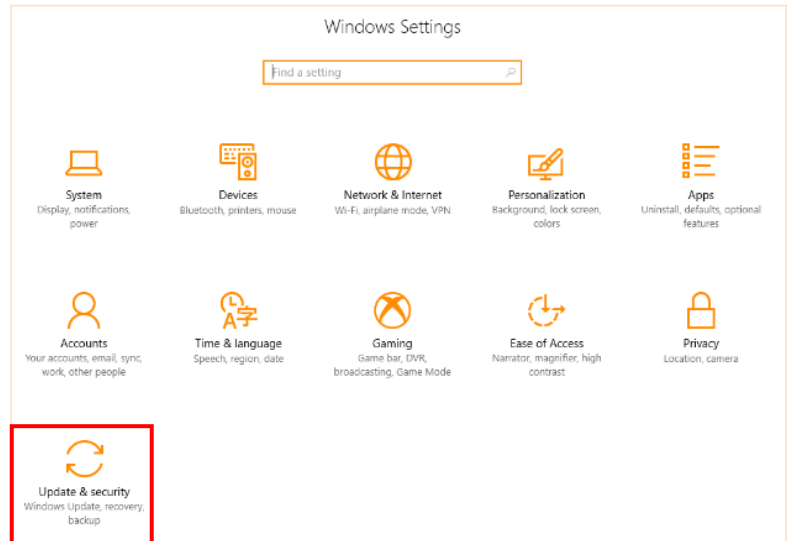 Windows Settings
Find a setting
System
Display, notifications,
power
Devices
Bluetooth, printers, mouse
Network & Internet
Wi-Fi, airplane mode, VPN
Personalization
Background, lock screen,
colors
Apps
Uninstall, defaults, optional
features
Accounts
Your accounts, email, sync,
work, other people
Time & language
Speech, region, date
Gaming
Game bar, DVR,
broadcasting, Game Mode
Ease of Access
Narrator, magnifier, high
contrast
Privacy
Location, camera
Update & security
Windows Update, recovery,
backup